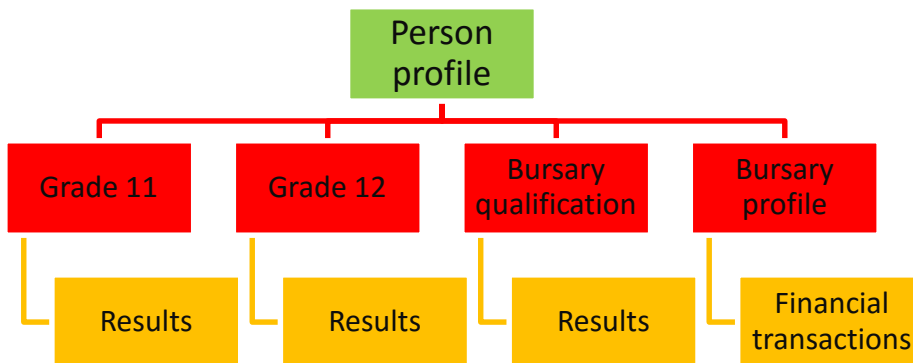 Person
profile
Grade 11
Grade 12
Bursary
qualification
Bursary
profile
Results
Results
Results
Financial
transactions